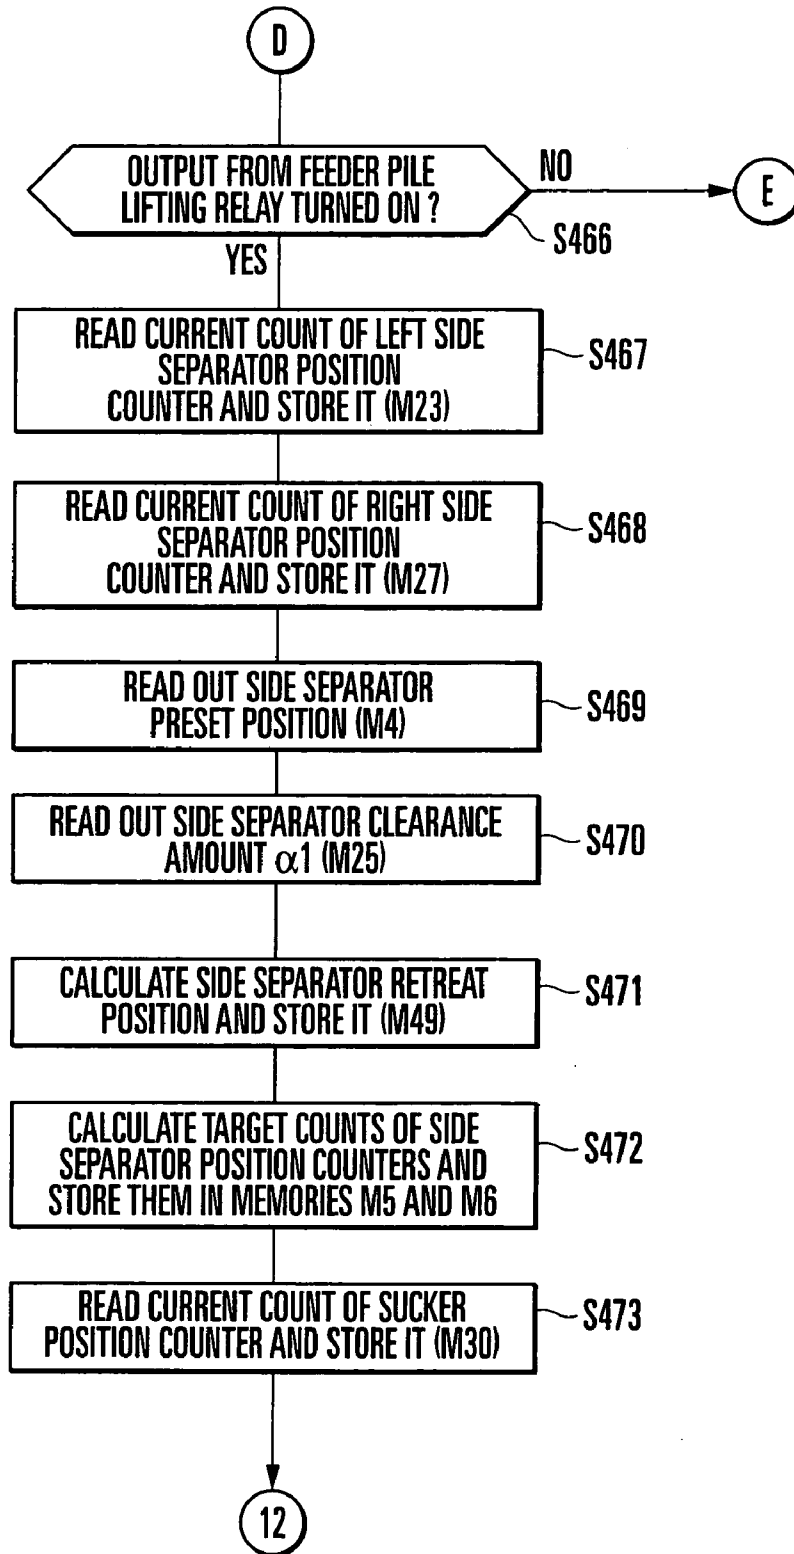 D
OUTPUT FROM FEEDER PILE
LIFTING RELAY TURNED ON ?
NO
E
S466
YES
READ CURRENT COUNT OF LEFT SIDE
SEPARATOR POSITION
COUNTER AND STORE IT (M23)
S467
READ CURRENT COUNT OF RIGHT SIDE
SEPARATOR POSITION
COUNTER AND STORE IT (M27)
S468
READ OUT SIDE SEPARATOR
PRESET POSITION (M4)
S469
READ OUT SIDE SEPARATOR CLEARANCE
AMOUNT α1 (M25)
S470
CALCULATE SIDE SEPARATOR RETREAT
POSITION AND STORE IT (M49)
S471
CALCULATE TARGET COUNTS OF SIDE
SEPARATOR POSITION COUNTERS AND
STORE THEM IN MEMORIES M5 AND M6
S472
READ CURRENT COUNT OF SUCKER
POSITION COUNTER AND STORE IT (M30)
S473
12